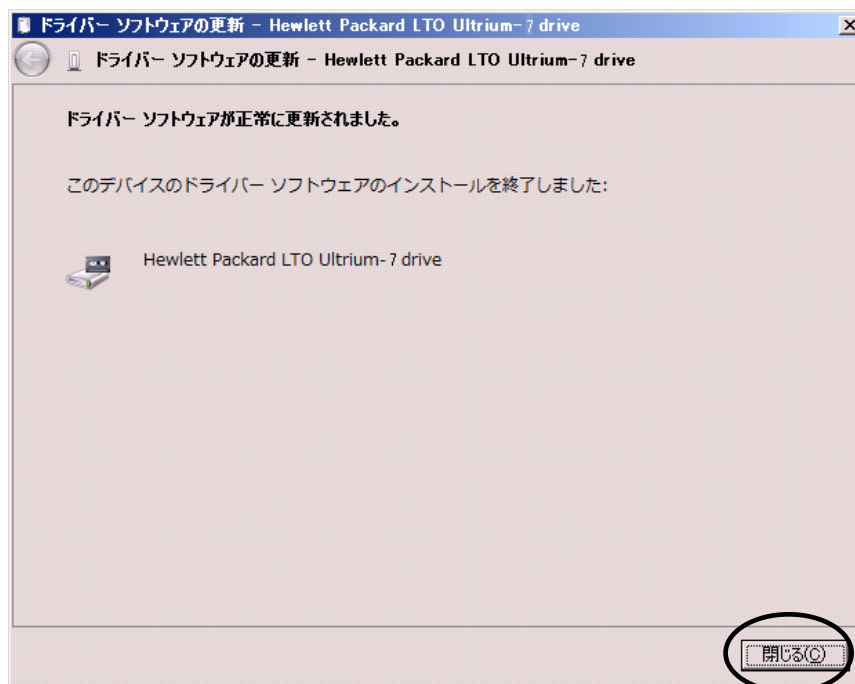 ドライバー ソフトウェアの更新 - Hewlett Packard LTO Ultrium-7 drive
ドライバー ソフトウェアの更新 - Hewlett Packard LTO Ultrium-7 drive
ドライバー ソフトウェアが正常に更新されました。
このデバイスのドライバー ソフトウェアのインストールを終了しました:
Hewlett Packard LTO Ultrium-7 drive
閉じる(C)